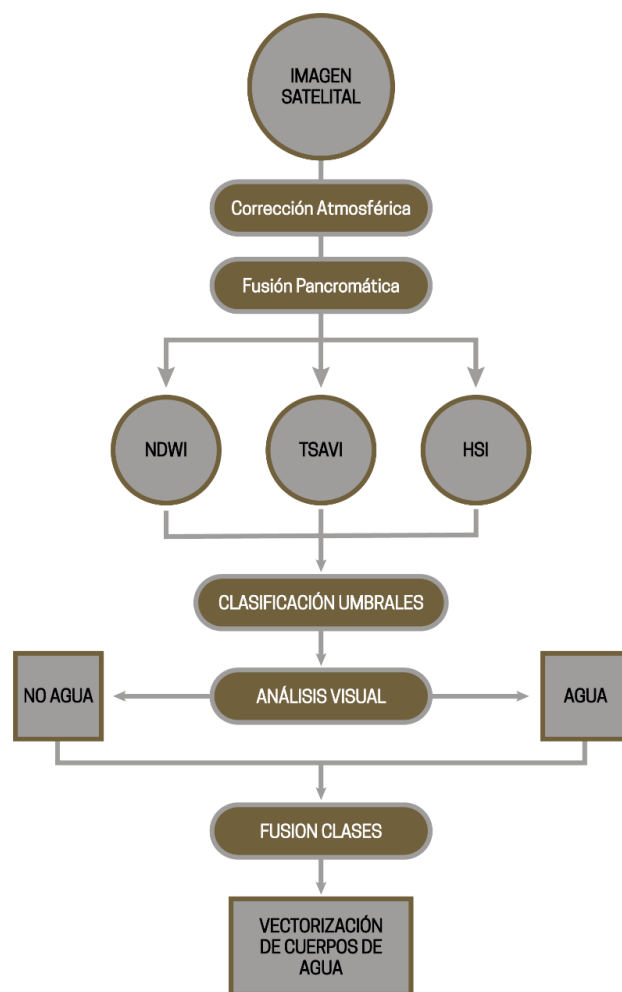 IMAGEN
SATELITAL
Corrección Atmosférica
Fusión Pancromática
NDWI
TSAVI
HSI
CLASIFICACIÓN UMBRALES
NO AGUA
ANÁLISIS VISUAL
AGUA
FUSION CLASES
VECTORIZACIÓN
DE CUERPOS DE
AGUA